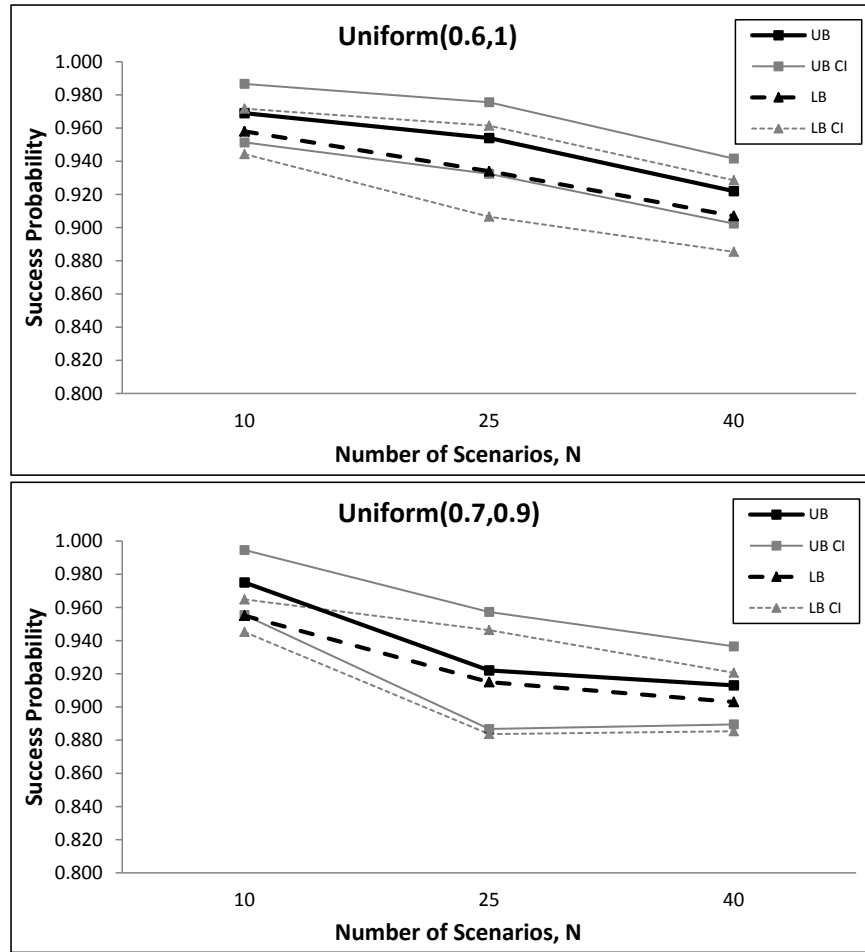 Uniform(0.6,1)
UB
UB CI
LB
LB CI
Success Probability
1.000
0.980
0.960
0.940
0.920
0.900
0.880
0.860
0.840
0.820
0.800
10 25 40
Number of Scenarios, N
Uniform(0.7,0.9)
UB
UB CI
LB
LB CI
Success Probability
1.000
0.980
0.960
0.940
0.920
0.900
0.880
0.860
0.840
0.820
0.800
10 25 40
Number of Scenarios, N